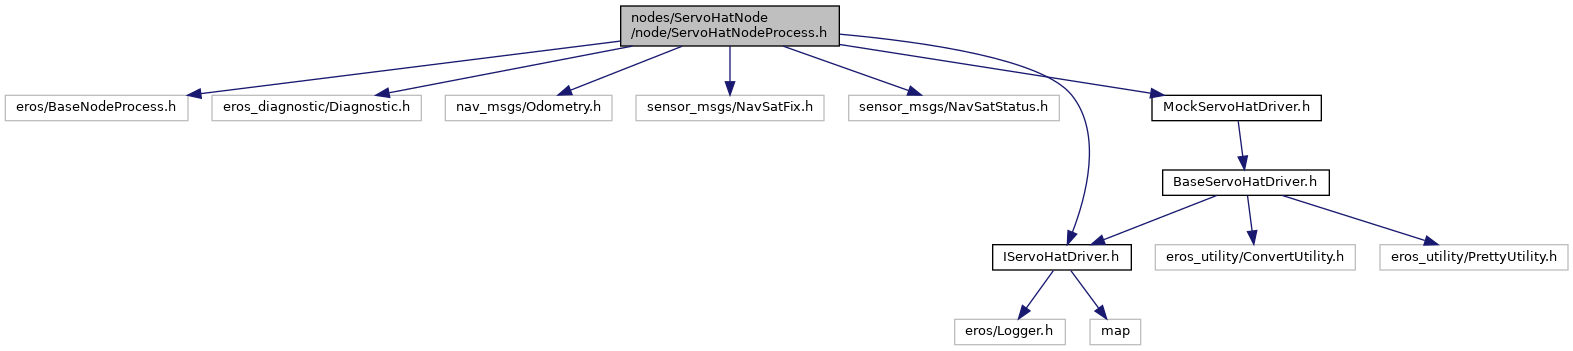 nodes/ServoHatNode
/node/ServoHatNodeProcess.h
eros/BaseNodeProcess.h
eros_diagnostic/Diagnostic.h
nav_msgs/Odometry.h
sensor_msgs/NavSatFix.h
sensor_msgs/NavSatStatus.h
MockServoHatDriver.h
BaseServoHatDriver.h
IServoHatDriver.h
eros_utility/ConvertUtility.h
eros_utility/PrettyUtility.h
eros/Logger.h
map